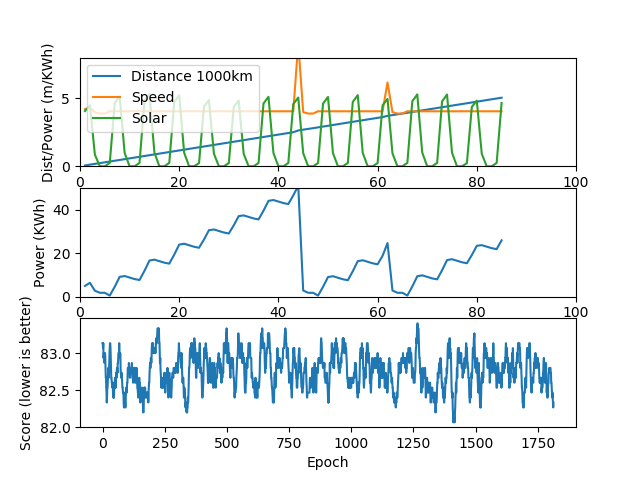 Dist/Power (m/KWh)
5
0
Distance 1000km
Speed
Solar
0 20 40 60 80 100
Power (KWh)
40
20
0
0 20 40 60 80 100
Score (lower is better)
83.0
82.5
82.0
0 250 500 750 1000 1250 1500 1750
Epoch